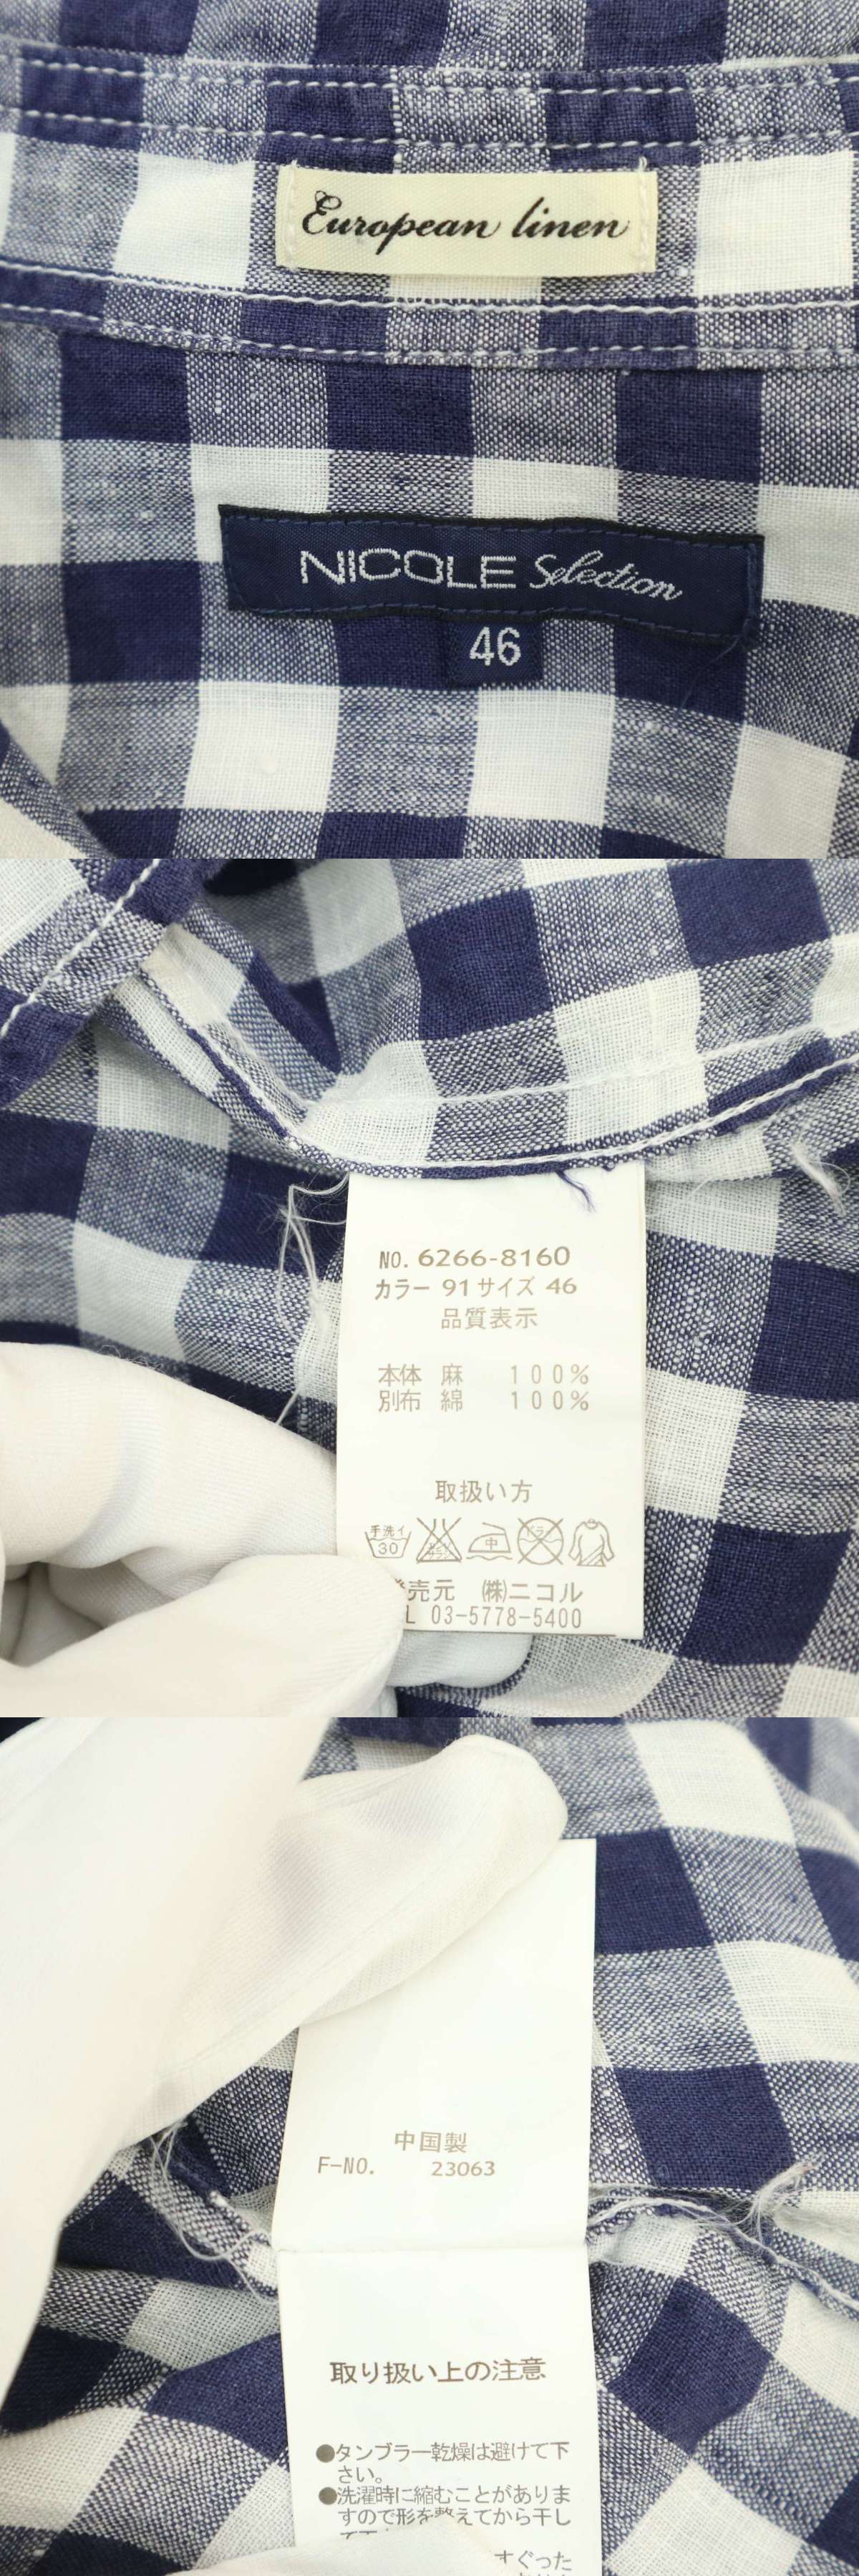 European linen
NICOLE Selection
46
NO. 6266-8160
カラー 91 サイズ 46
品質表示
本体 麻 100%
別布 綿 100%
取扱い方
手洗イ
30
中
売元 ㈱ニコル
L 03-5778-5400
中国製
F-NO. 23063
取り扱い上の注意
●タンブラー乾燥は避けて下
さい。
●洗濯時に縮むことがありま
すので形を整えてから干し
すぐった